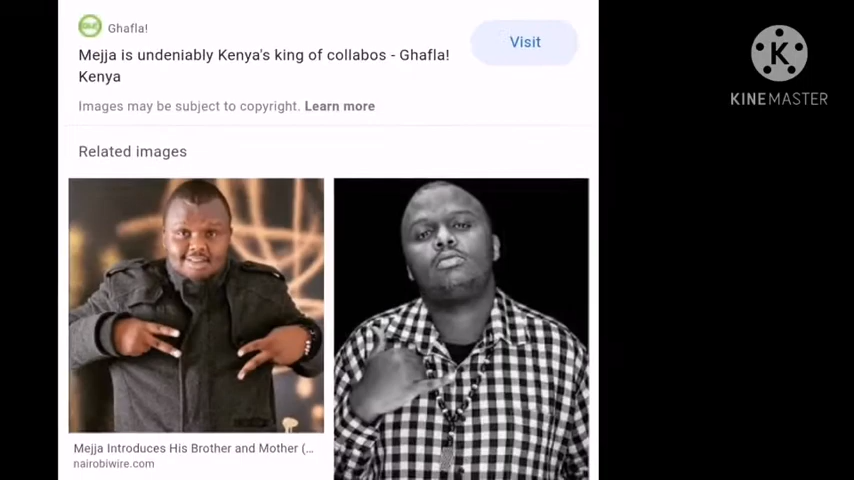 Ghafla!
Mejja is undeniably Kenya's king of collabos - Ghafla!
Kenya
Visit
Images may be subject to copyright. Learn more
Related images
Mejja Introduces His Brother and Mother (...
nairobiwire.com
K
KINEMASTER